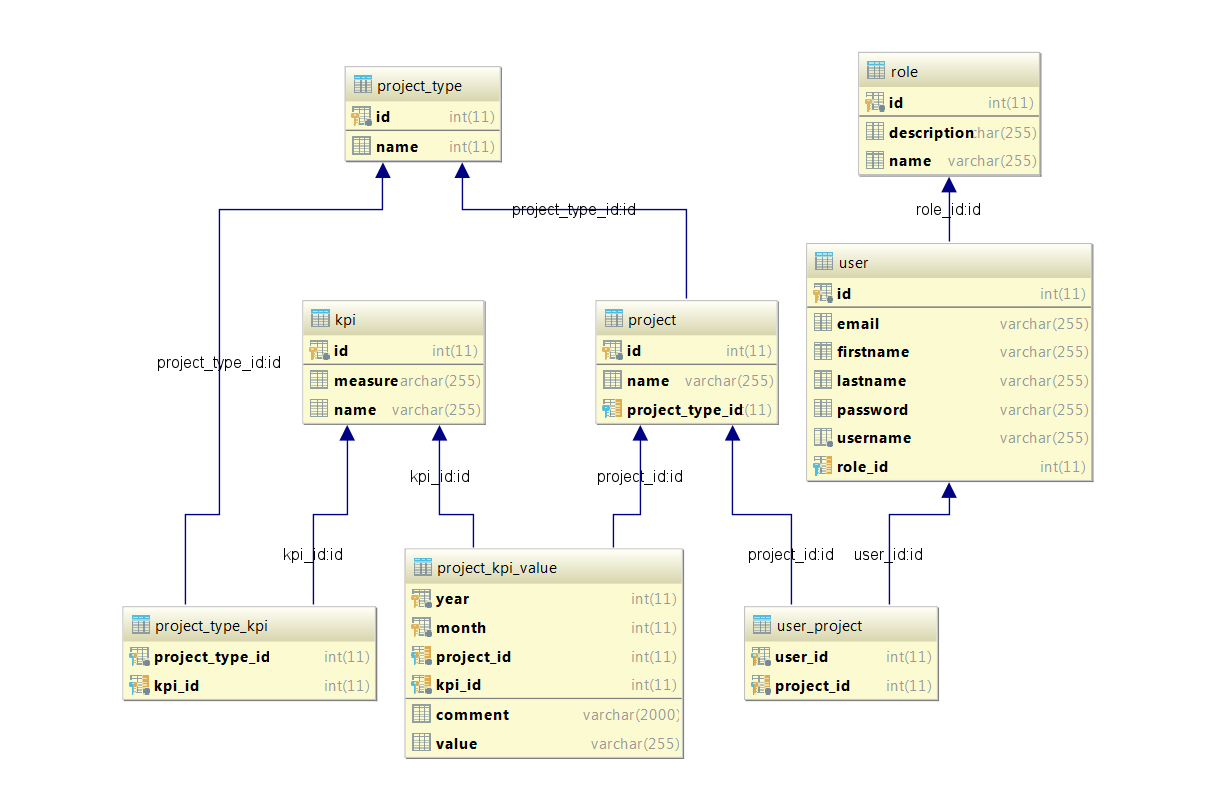 project_type
id int(11)
name int(11)
role
id int(11)
description char(255)
name varchar(255)
project_type_id:id
role_id:id
user
id int(11)
email varchar(255)
firstname varchar(255)
lastname varchar(255)
password varchar(255)
username varchar(255)
role_id int(11)
kpi
id int(11)
measure archar(255)
name varchar(255)
project
id int(11)
name varchar(255)
project_type_id (11)
project_type_id:id
kpi_id:id
project_id:id
kpi_id:id
project_id:id
user_id:id
project_type_kpi
project_type_id int(11)
kpi_id int(11)
project_kpi_value
year int(11)
month int(11)
project_id int(11)
kpi_id int(11)
comment varchar(2000)
value varchar(255)
user_project
user_id int(11)
project_id int(11)